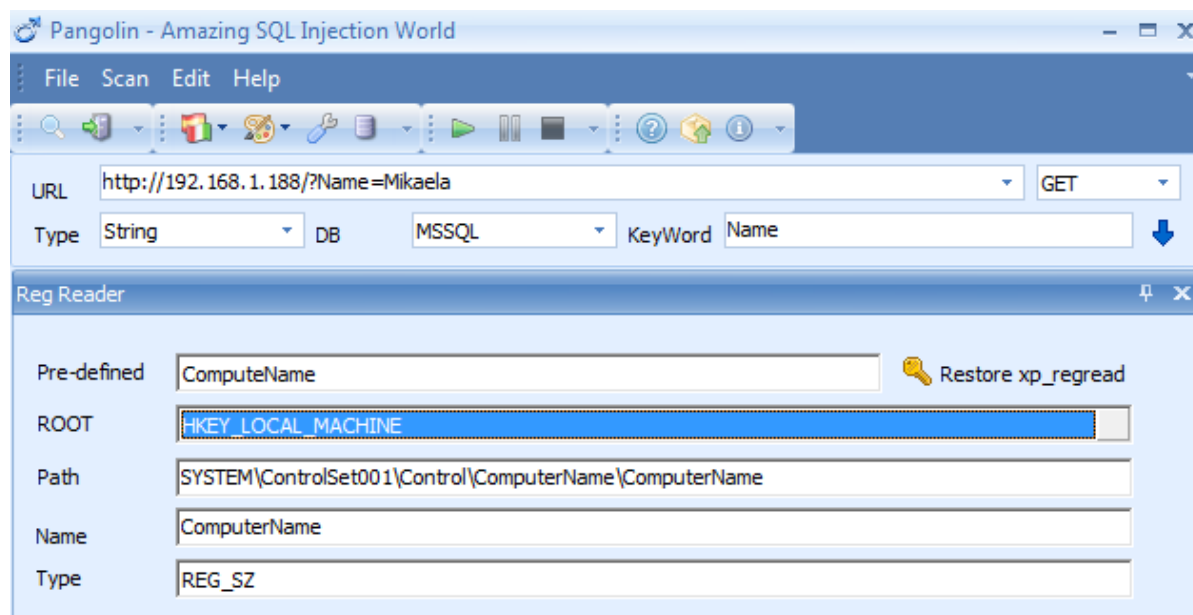 Pangolin - Amazing SQL Injection World
File Scan Edit Help
URL http://192.168.1.188/?Name=Mikaela GET
Type String DB MSSQL KeyWord Name
Reg Reader
Pre-defined ComputeName Restore xp_regread
ROOT HKEY_LOCAL_MACHINE
Path SYSTEM\ControlSet001\Control\ComputerName\ComputerName
Name ComputerName
Type REG_SZ